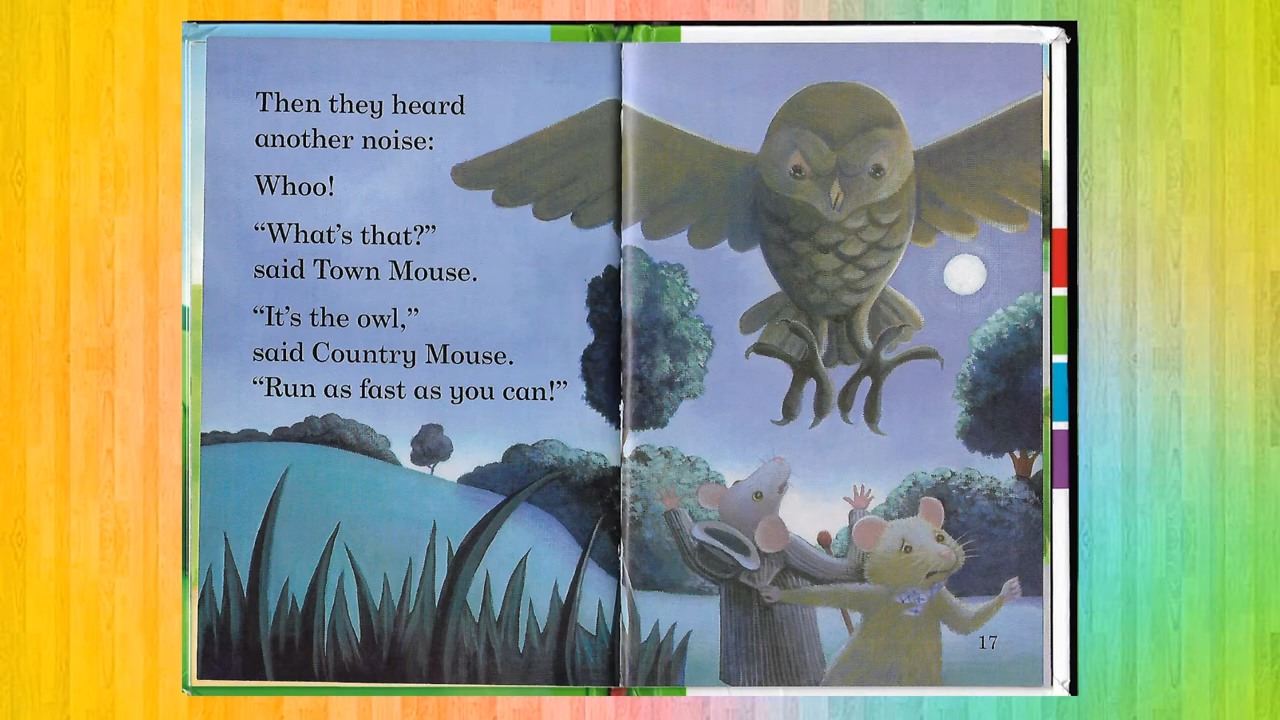 Then they heard
another noise:
Whoo!
“What’s that?”
said Town Mouse.
“It’s the owl,”
said Country Mouse.
“Run as fast as you can!”
17